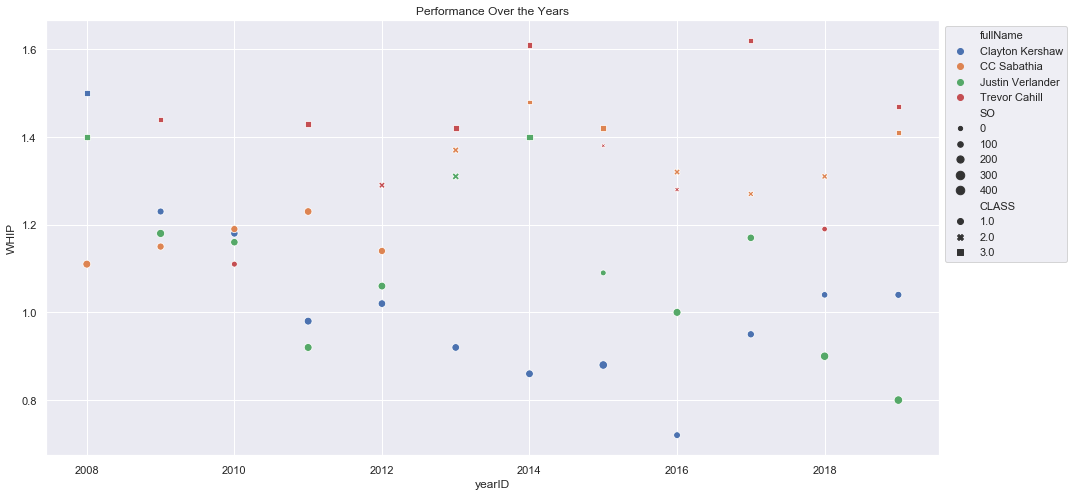 Performance Over the Years
fullName
Clayton Kershaw
CC Sabathia
Justin Verlander
Trevor Cahill
SO
0
100
200
300
400
CLASS
1.0
2.0
3.0
WHIP
1.6
1.4
1.2
1.0
0.8
2008 2010 2012 2014 2016 2018
yearID